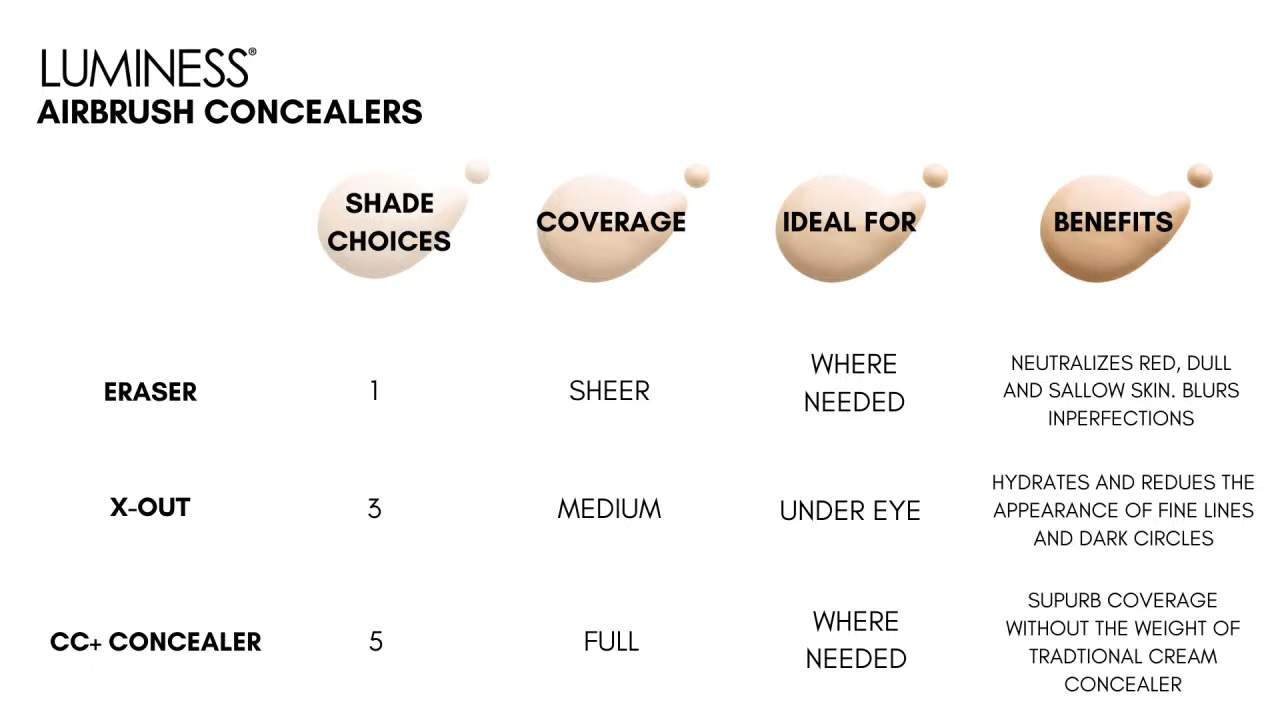 LUMINESS®
AIRBRUSH CONCEALERS
SHADE
CHOICES
COVERAGE
IDEAL FOR
BENEFITS
ERASER
1
SHEER
WHERE
NEEDED
NEUTRALIZES RED, DULL
AND SALLOW SKIN. BLURS
INPERFECTIONS
X-OUT
3
MEDIUM
UNDER EYE
HYDRATES AND REDUES THE
APPEARANCE OF FINE LINES
AND DARK CIRCLES
CC+ CONCEALER
5
FULL
WHERE
NEEDED
SUPURB COVERAGE
WITHOUT THE WEIGHT OF
TRADTIONAL CREAM
CONCEALER